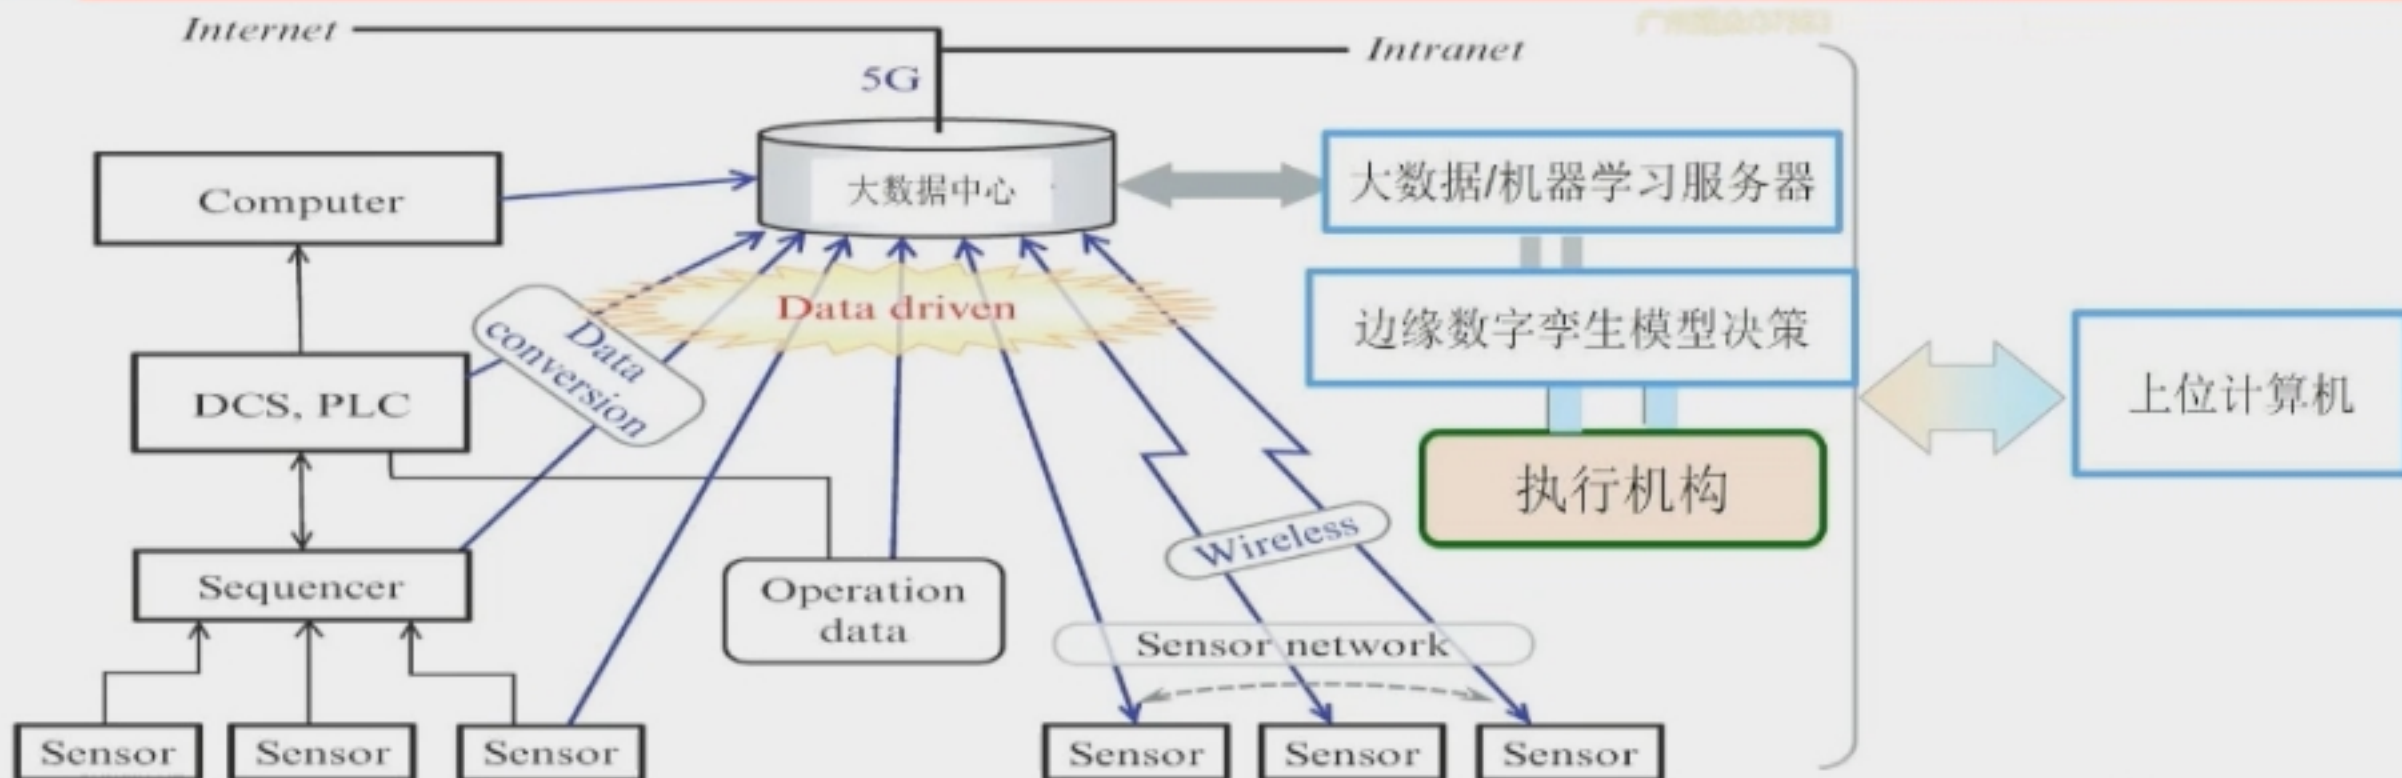 Internet
Intranet
5G
Computer
大数据中心
大数据/机器学习服务器
Data driven
边缘数字孪生模型决策
Data
conversion
上位计算机
DCS, PLC
执行机构
Wireless
Sequencer
Operation
data
Sensor network
Sensor
Sensor
Sensor
Sensor
Sensor
Sensor